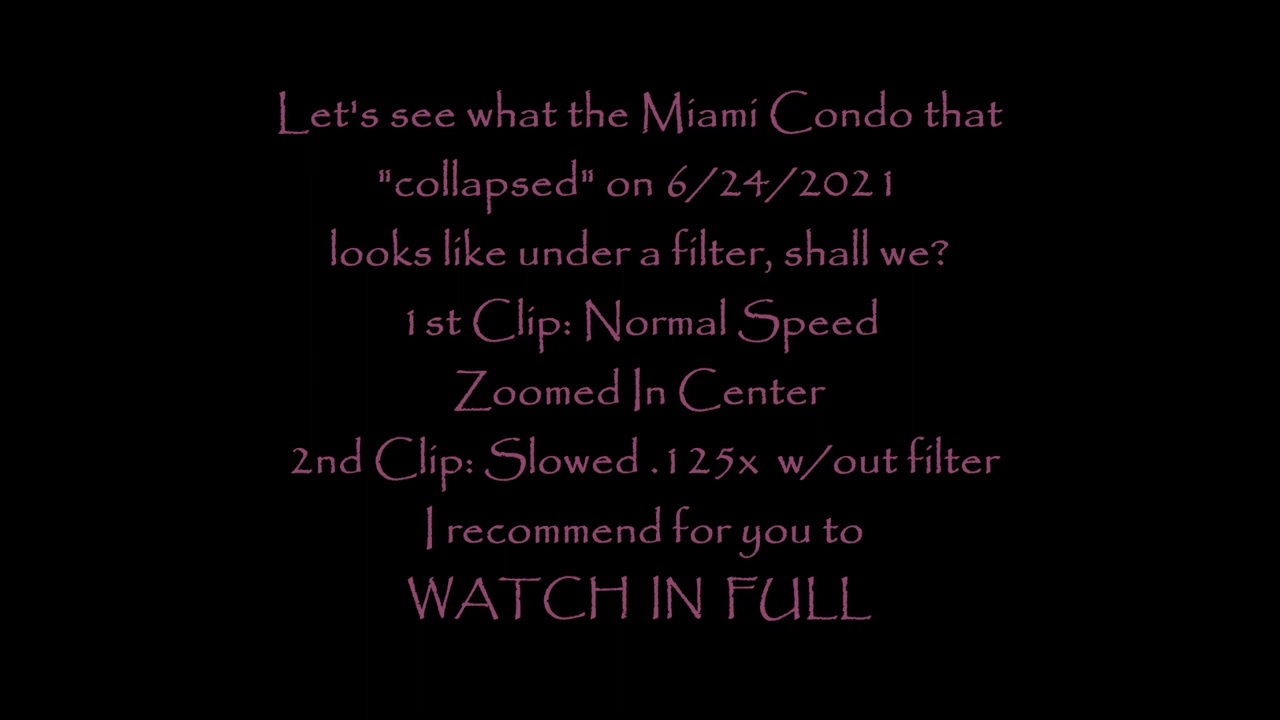 Let's see what the Miami Condo that
"collapsed" on 6/24/2021
looks like under a filter, shall we?
1st Clip: Normal Speed
Zoomed In Center
2nd Clip: Slowed .125x w/out filter
I recommend for you to
WATCH IN FULL